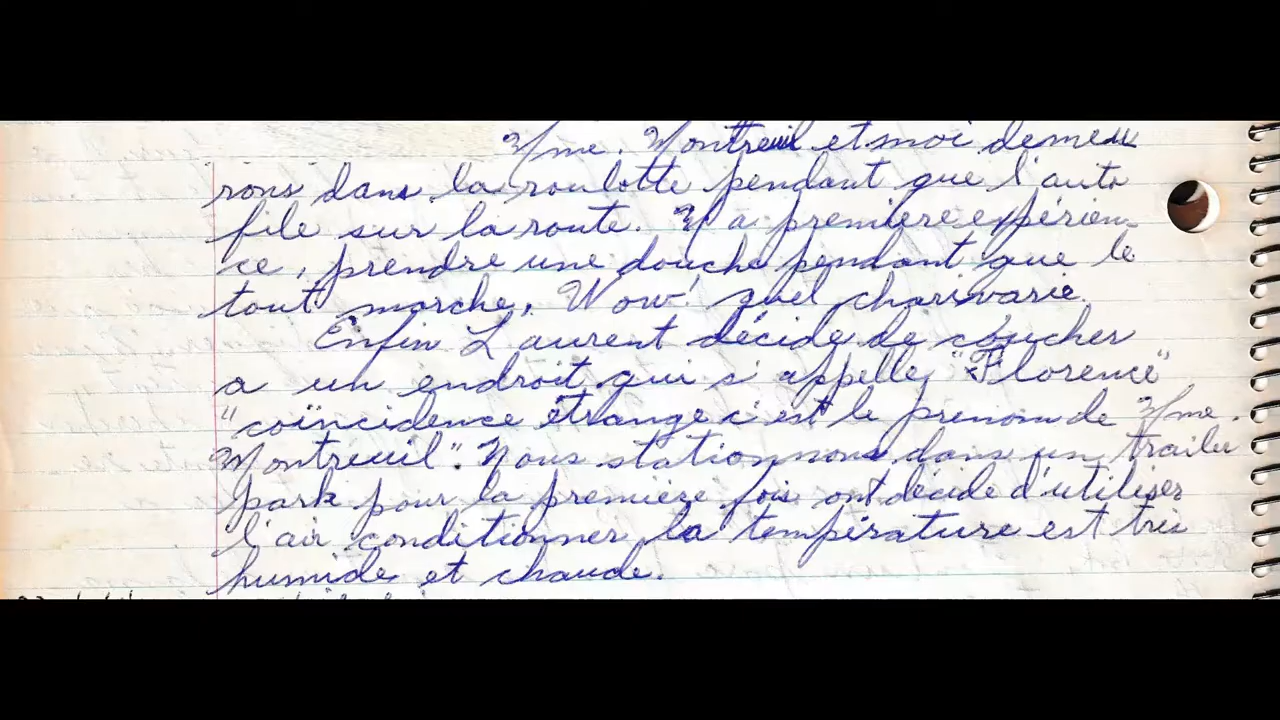 Mme. Montreuil et moi demeu
rons dans la roulotte pendant que l'auto
file sur la route. Ma premiere expérien-
ce, prendre une douche pendant que le
tout marche. Wow! quel charivarie.
Enfin Laurent décide de coucher
a un endroit qui s'appelle, "Florence"
"coïncidence étrange c'est le prenom de Mme.
Montreuil". Nous stationnons dans un trailer
park pour la première fois ont décide d'utiliser
l'air conditionner la température est très
humide et chaude.